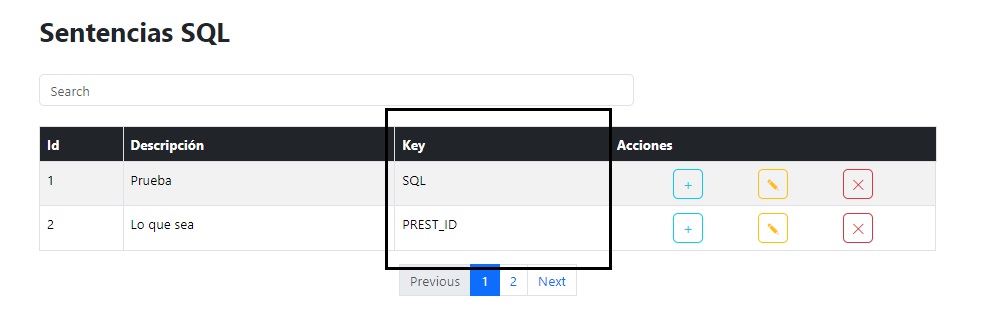 Sentencias SQL
Search
Id Descripción Key Acciones
1 Prueba SQL +
2 Lo que sea PREST_ID +
Previous 1 2 Next